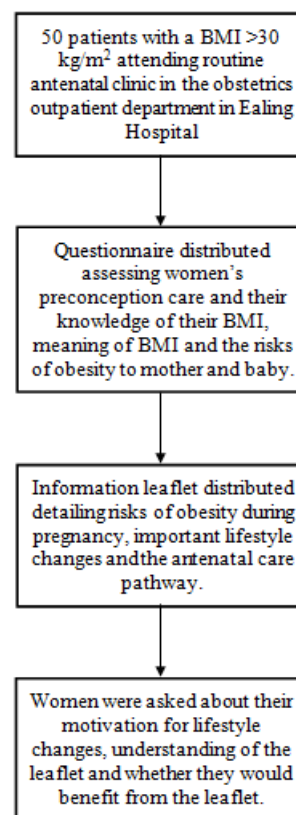 50 patients with a BMI >30
kg/m² attending routine
antenatal clinic in the obstetrics
outpatient department in Ealing
Hospital
Questionnaire distributed
assessing women's
preconception care and their
knowledge of their BMI,
meaning of BMI and the risks
of obesity to mother and baby.
Information leaflet distributed
detailing risks of obesity during
pregnancy, important lifestyle
changes and the antenatal care
pathway.
Women were asked about their
motivation for lifestyle
changes, understanding of the
leaflet and whether they would
benefit from the leaflet.